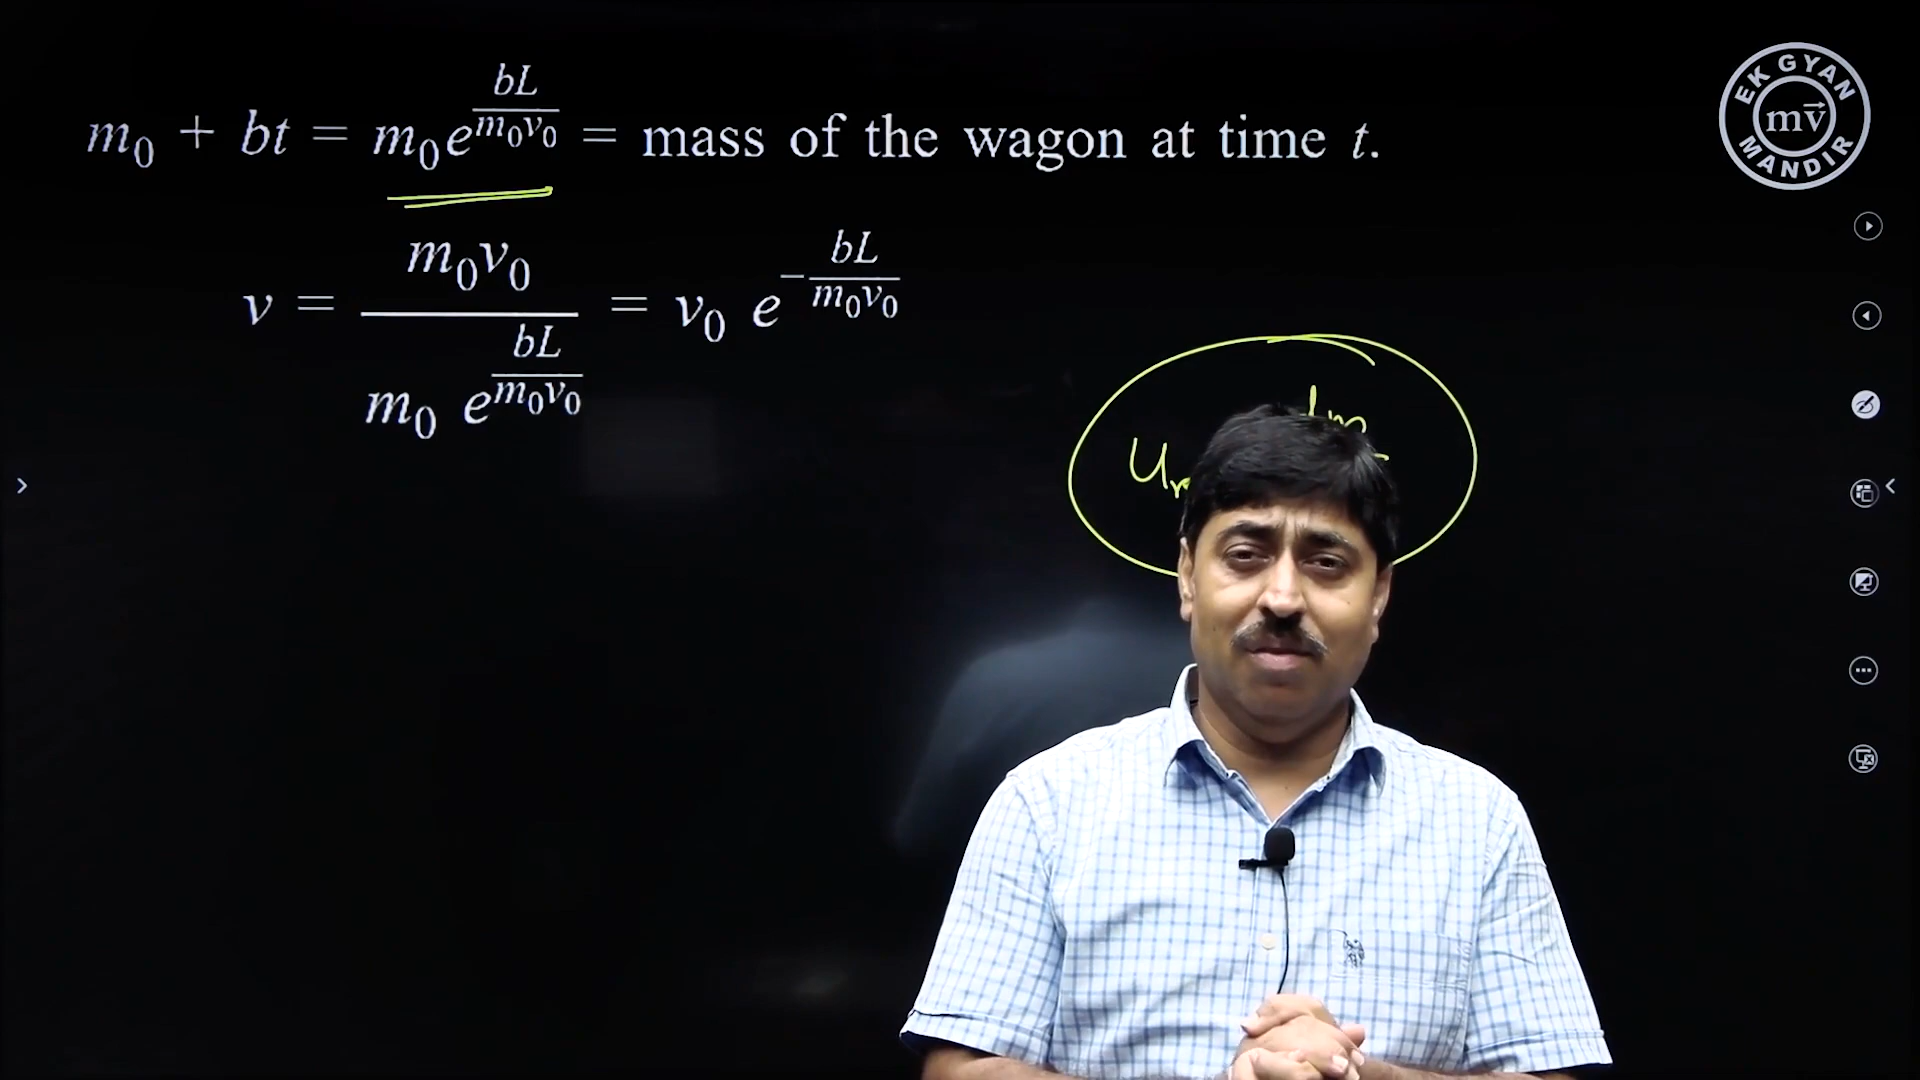 m₀ + bt = m₀e^(bL/m₀v₀) = mass of the wagon at time t.
v = m₀v₀/(m₀ e^(bL/m₀v₀)) = v₀ e^(-bL/m₀v₀)
EK GYAN
mv⃗
MANDIR